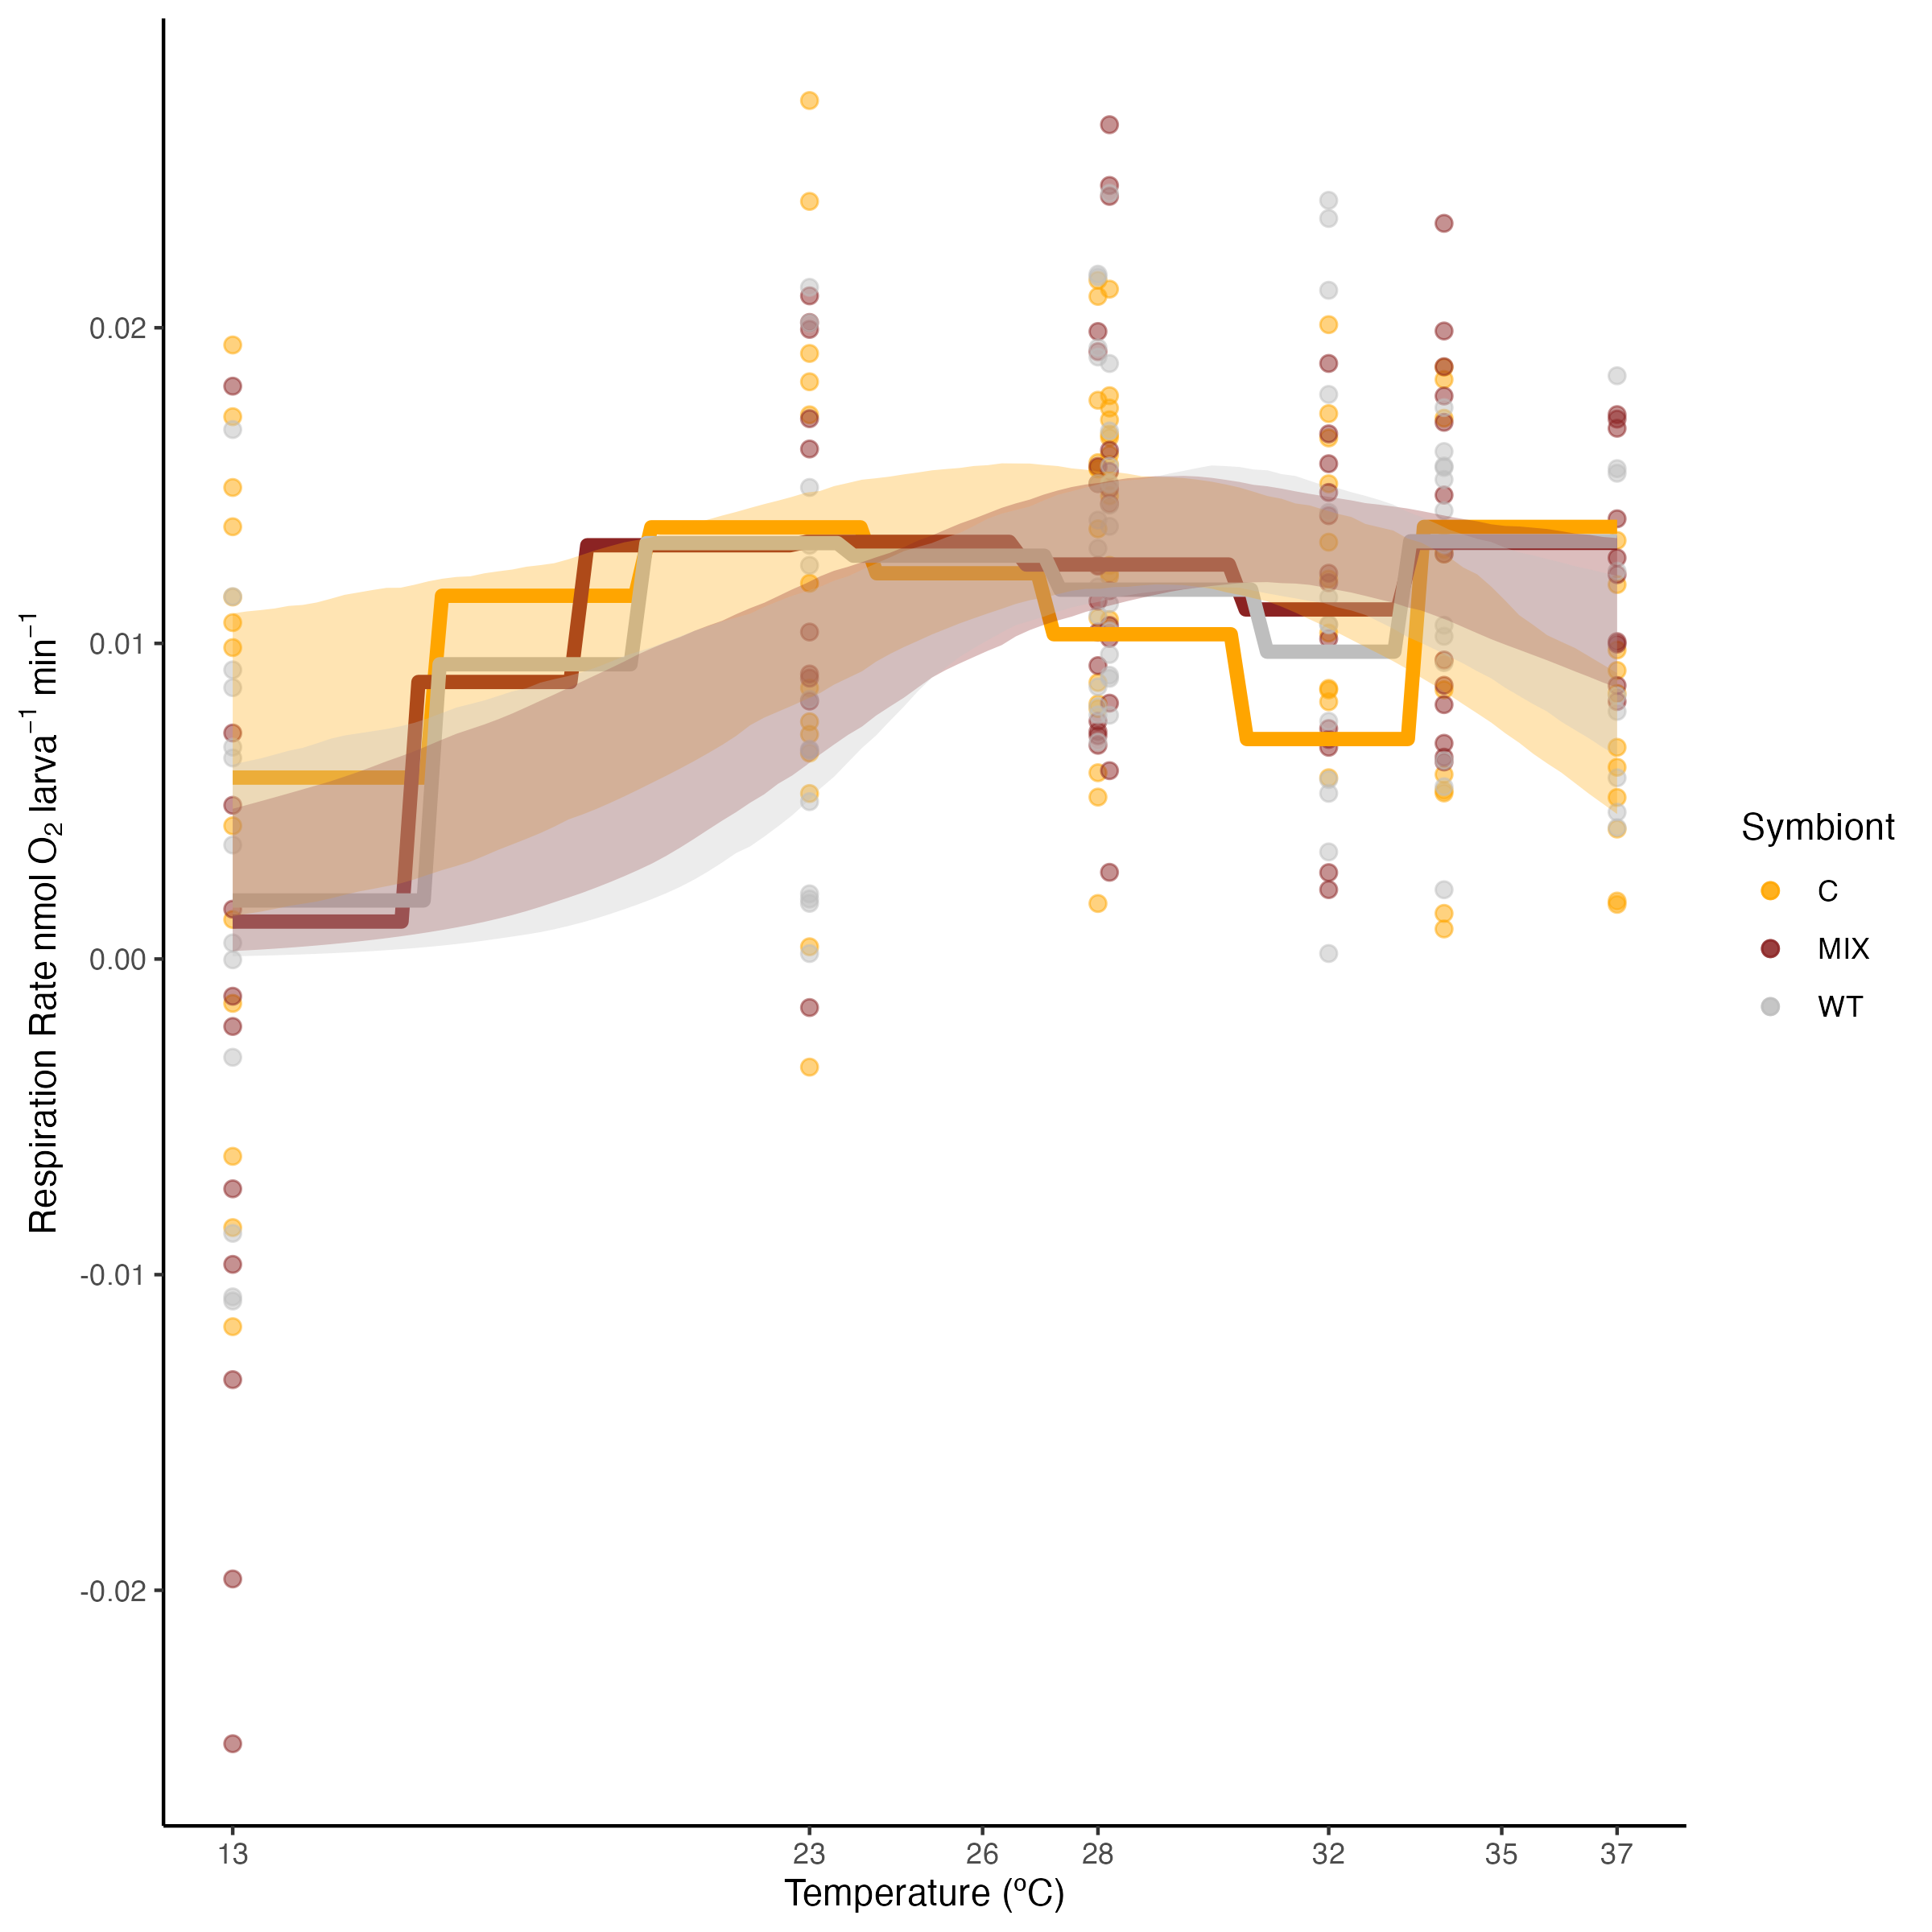 Respiration Rate nmol O₂ larva⁻¹ min⁻¹
0.02
0.01
0.00
-0.01
-0.02
13 23 26 28 32 35 37
Temperature (ºC)
Symbiont
C
MIX
WT